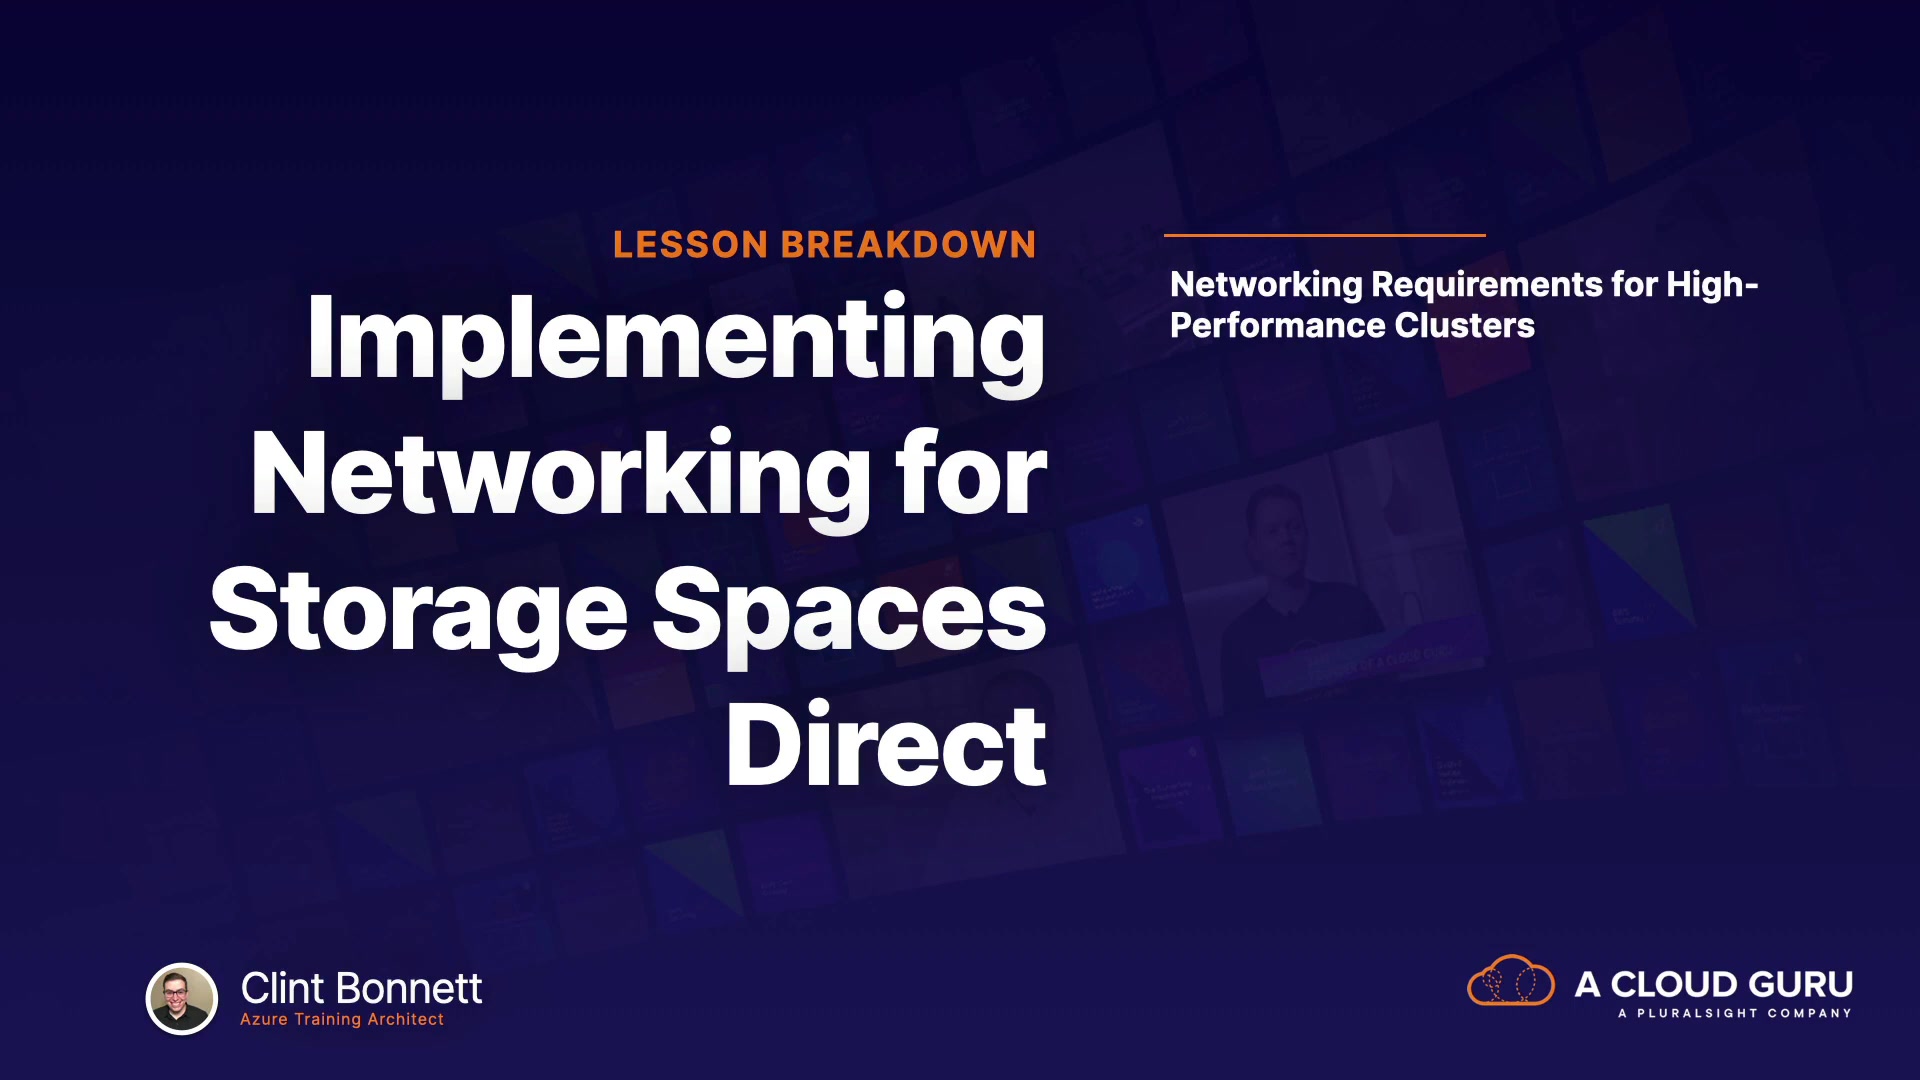 LESSON BREAKDOWN
Implementing
Networking for
Storage Spaces
Direct
Networking Requirements for High-
Performance Clusters
Clint Bonnett
Azure Training Architect
A CLOUD GURU
A PLURALSIGHT COMPANY